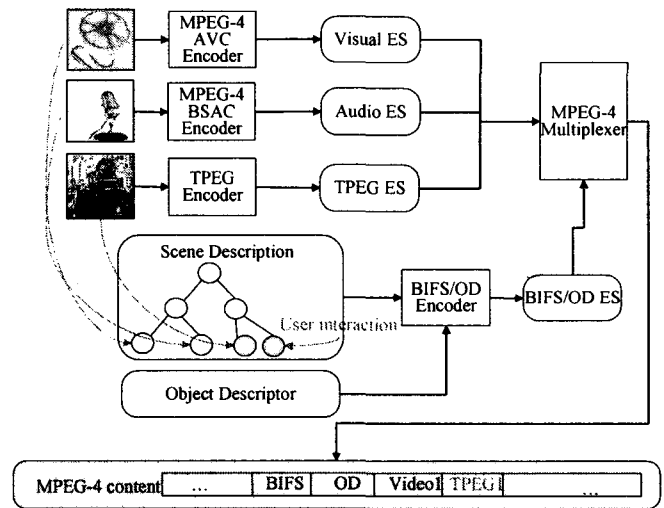 MPEG-4
AVC
Encoder
Visual ES
MPEG-4
BSAC
Encoder
Audio ES
MPEG-4
Multiplexer
TPEG
Encoder
TPEG ES
Scene Description
User interaction
BIFS/OD
Encoder
BIFS/OD ES
Object Descriptor
MPEG-4 content ... BIFS OD Video1 TPEG1 ...